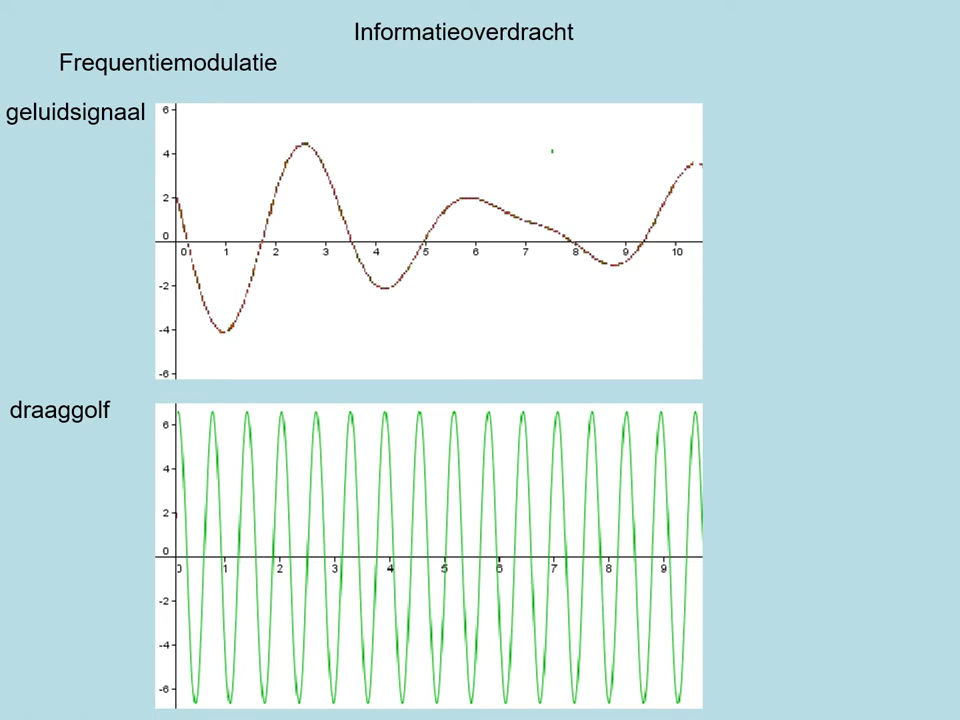 Informatieoverdracht
Frequentiemodulatie
geluidsignaal
6
4
2
0
0 1 2 3 4 5 6 7 8 9 10
-2
-4
-6
draaggolf
6
4
2
0
0 1 2 3 4 5 6 7 8 9
-2
-4
-6